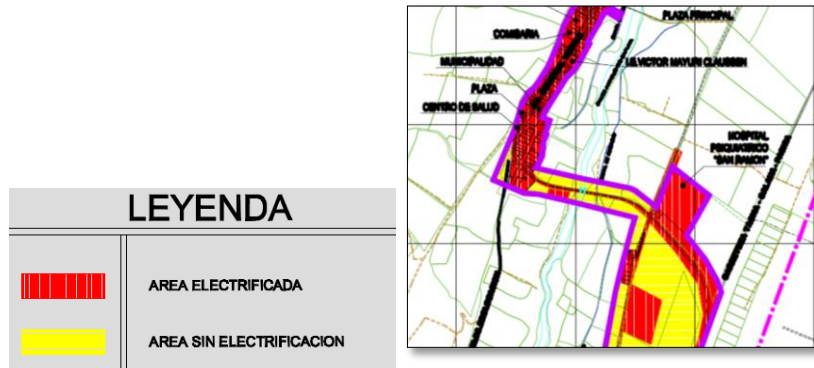 LEYENDA
AREA ELECTRIFICADA
AREA SIN ELECTRIFICACION
PLAZA PRINCIPAL
COMISARIA
MUNICIPALIDAD
I.E. VICTOR MAYURI CLAUSSEN
PLAZA
CENTRO DE SALUD
HOSPITAL
PSIQUIATRICO
"SAN RAMON"